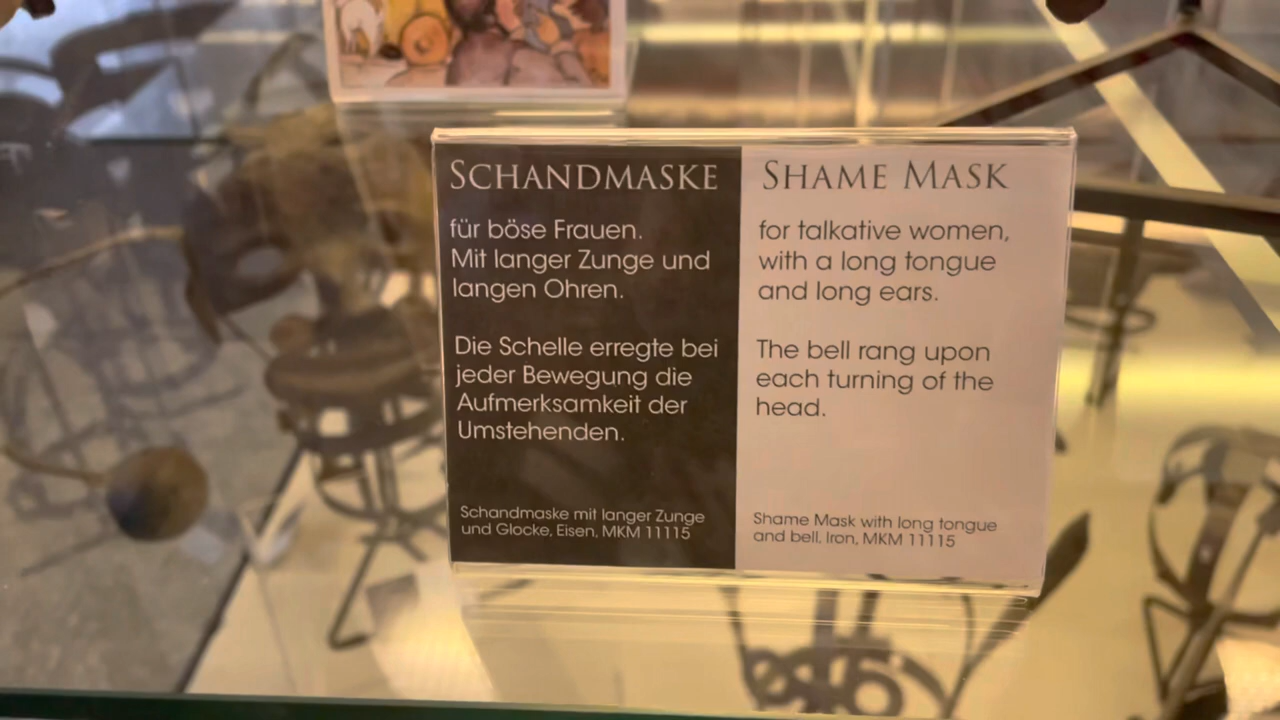 SCHANDMASKE
für böse Frauen.
Mit langer Zunge und
langen Ohren.
Die Schelle erregte bei
jeder Bewegung die
Aufmerksamkeit der
Umstehenden.
Schandmaske mit langer Zunge
und Glocke, Eisen, MKM 11115
SHAME MASK
for talkative women,
with a long tongue
and long ears.
The bell rang upon
each turning of the
head.
Shame Mask with long tongue
and bell. Iron, MKM 11115